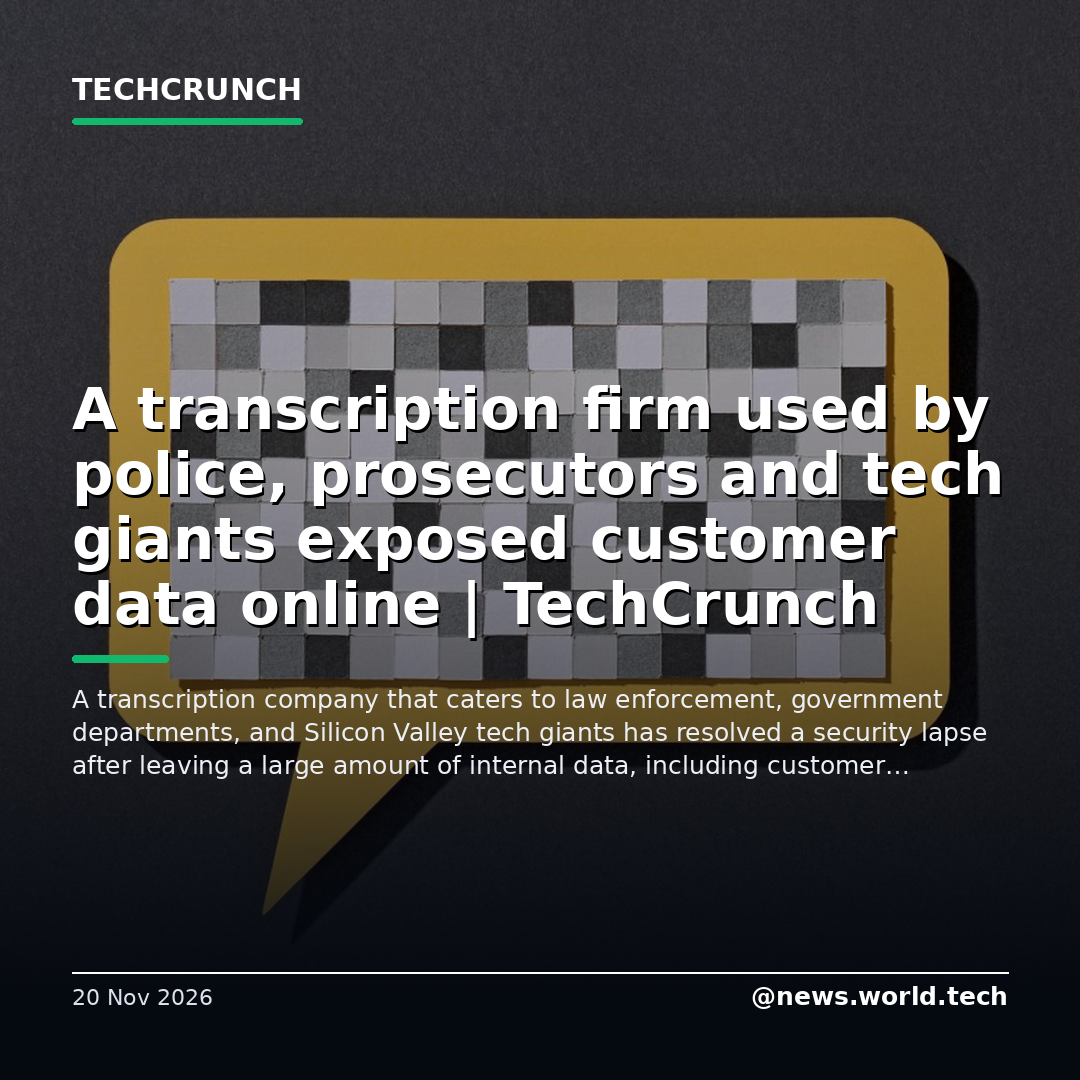 TECHCRUNCH
A transcription firm used by
police, prosecutors and tech
giants exposed customer
data online | TechCrunch
A transcription company that caters to law enforcement, government
departments, and Silicon Valley tech giants has resolved a security lapse
after leaving a large amount of internal data, including customer…
20 Nov 2026
@news.world.tech